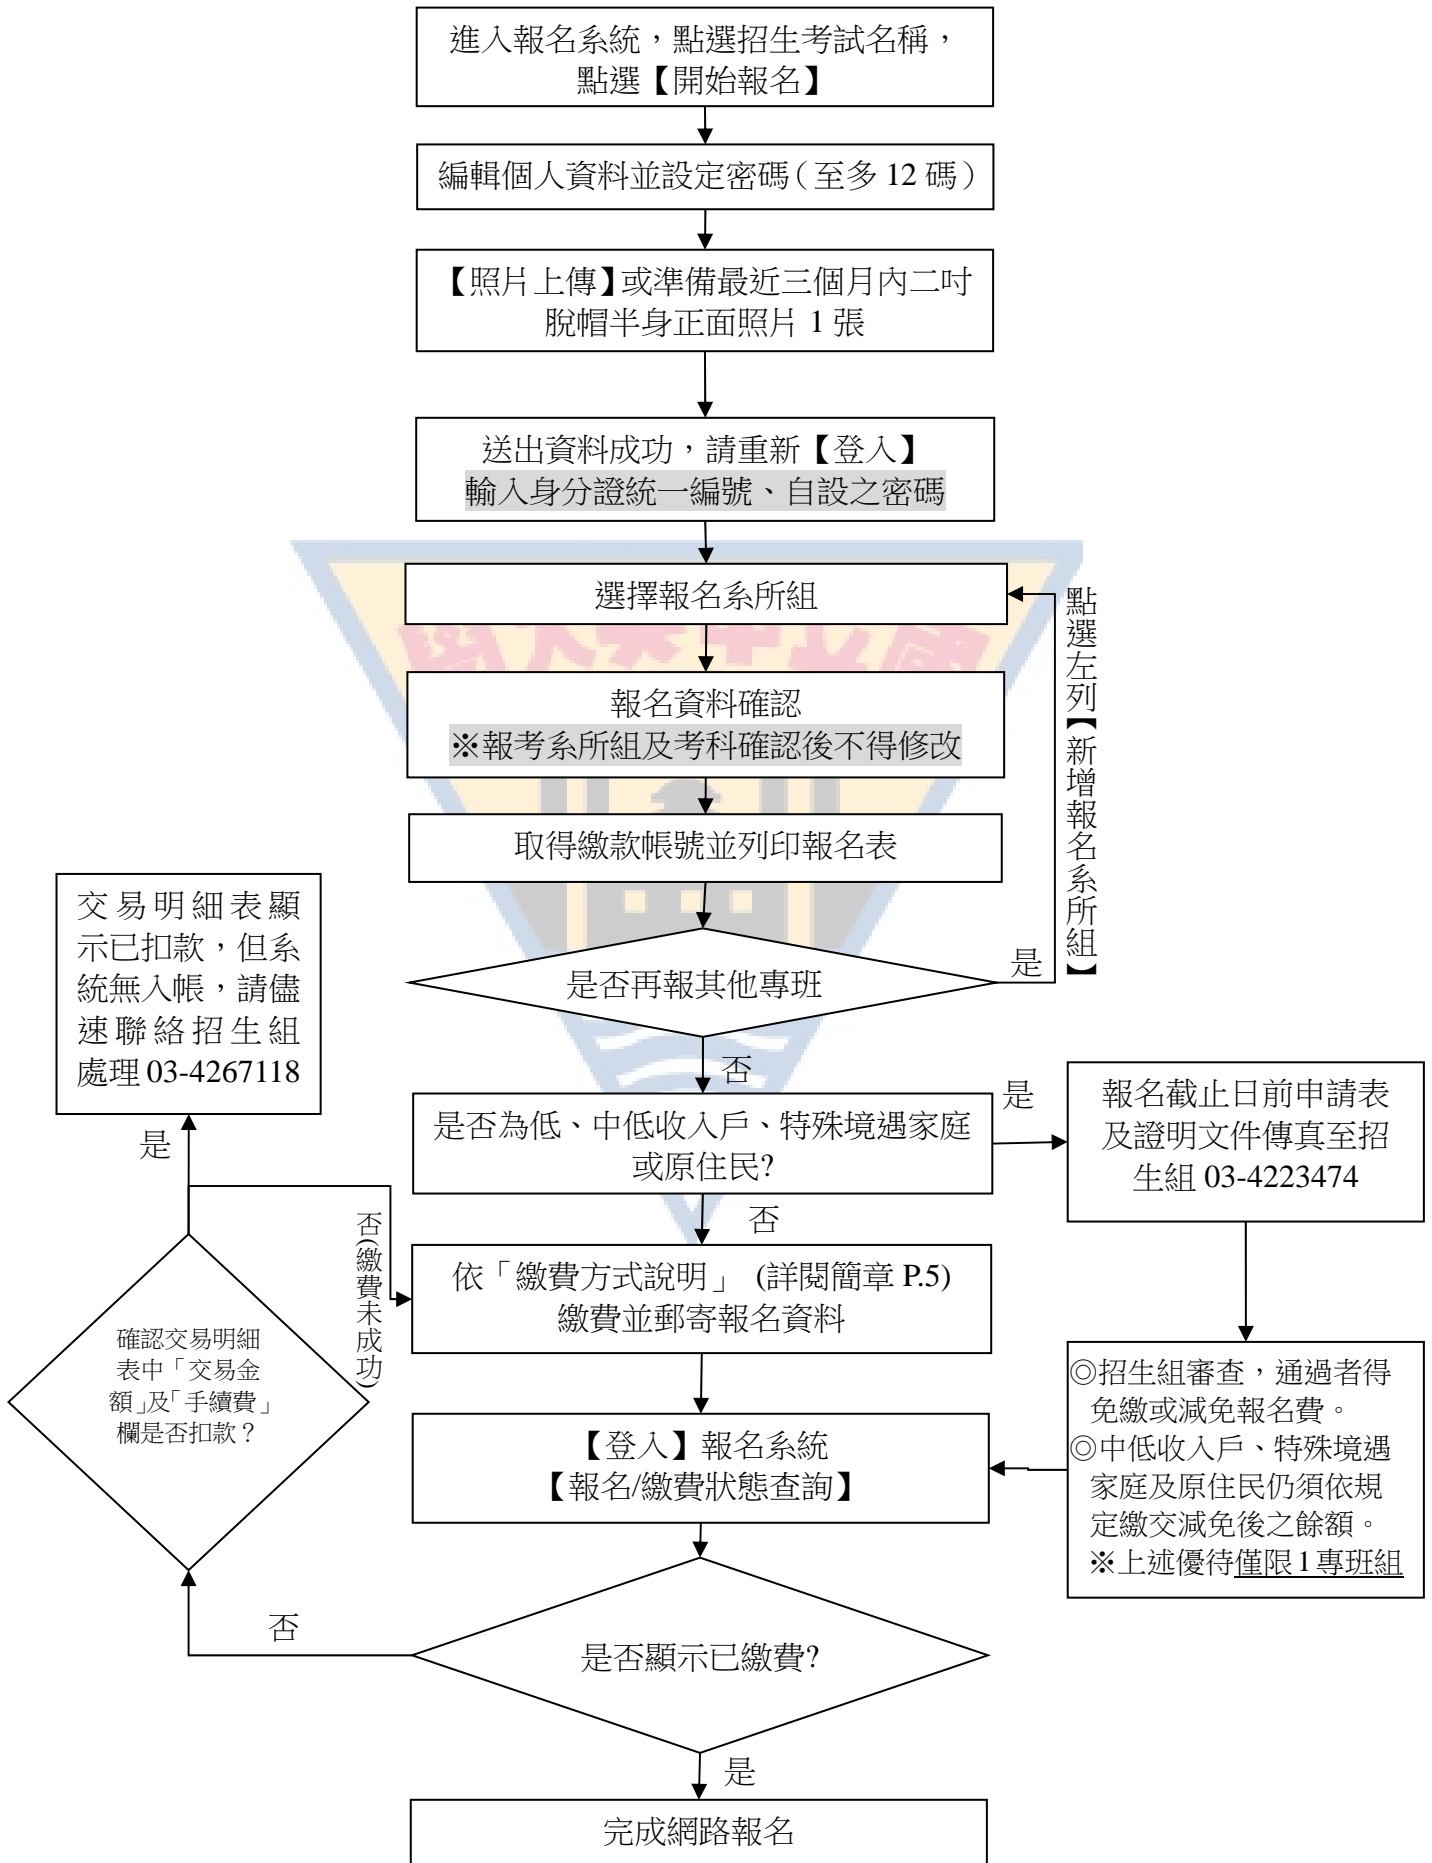 進入報名系統，點選招生考試名稱，
點選【開始報名】
編輯個人資料並設定密碼（至多 12 碼）
【照片上傳】或準備最近三個月內二吋
脫帽半身正面照片 1 張
送出資料成功，請重新【登入】
輸入身分證統一編號、自設之密碼
國立中央大學
選擇報名系所組
點選左列【新增報名系所組】
報名資料確認
※報考系所組及考科確認後不得修改
取得繳款帳號並列印報名表
是否再報其他專班
是
否
是否為低、中低收入戶、特殊境遇家庭
或原住民?
是
報名截止日前申請表
及證明文件傳真至招
生組 03-4223474
◎招生組審查，通過者得
免繳或減免報名費。
◎中低收入戶、特殊境遇
家庭及原住民仍須依規
定繳交減免後之餘額。
※上述優待僅限 1 專班組
否
依「繳費方式說明」 (詳閱簡章 P.5)
繳費並郵寄報名資料
【登入】報名系統
【報名/繳費狀態查詢】
是否顯示已繳費?
否
確認交易明細
表中「交易金
額」及「手續費」
欄是否扣款？
否(繳費未成功)
是
交易明細表顯
示已扣款，但系
統無入帳，請儘
速聯絡招生組
處理 03-4267118
是
完成網路報名